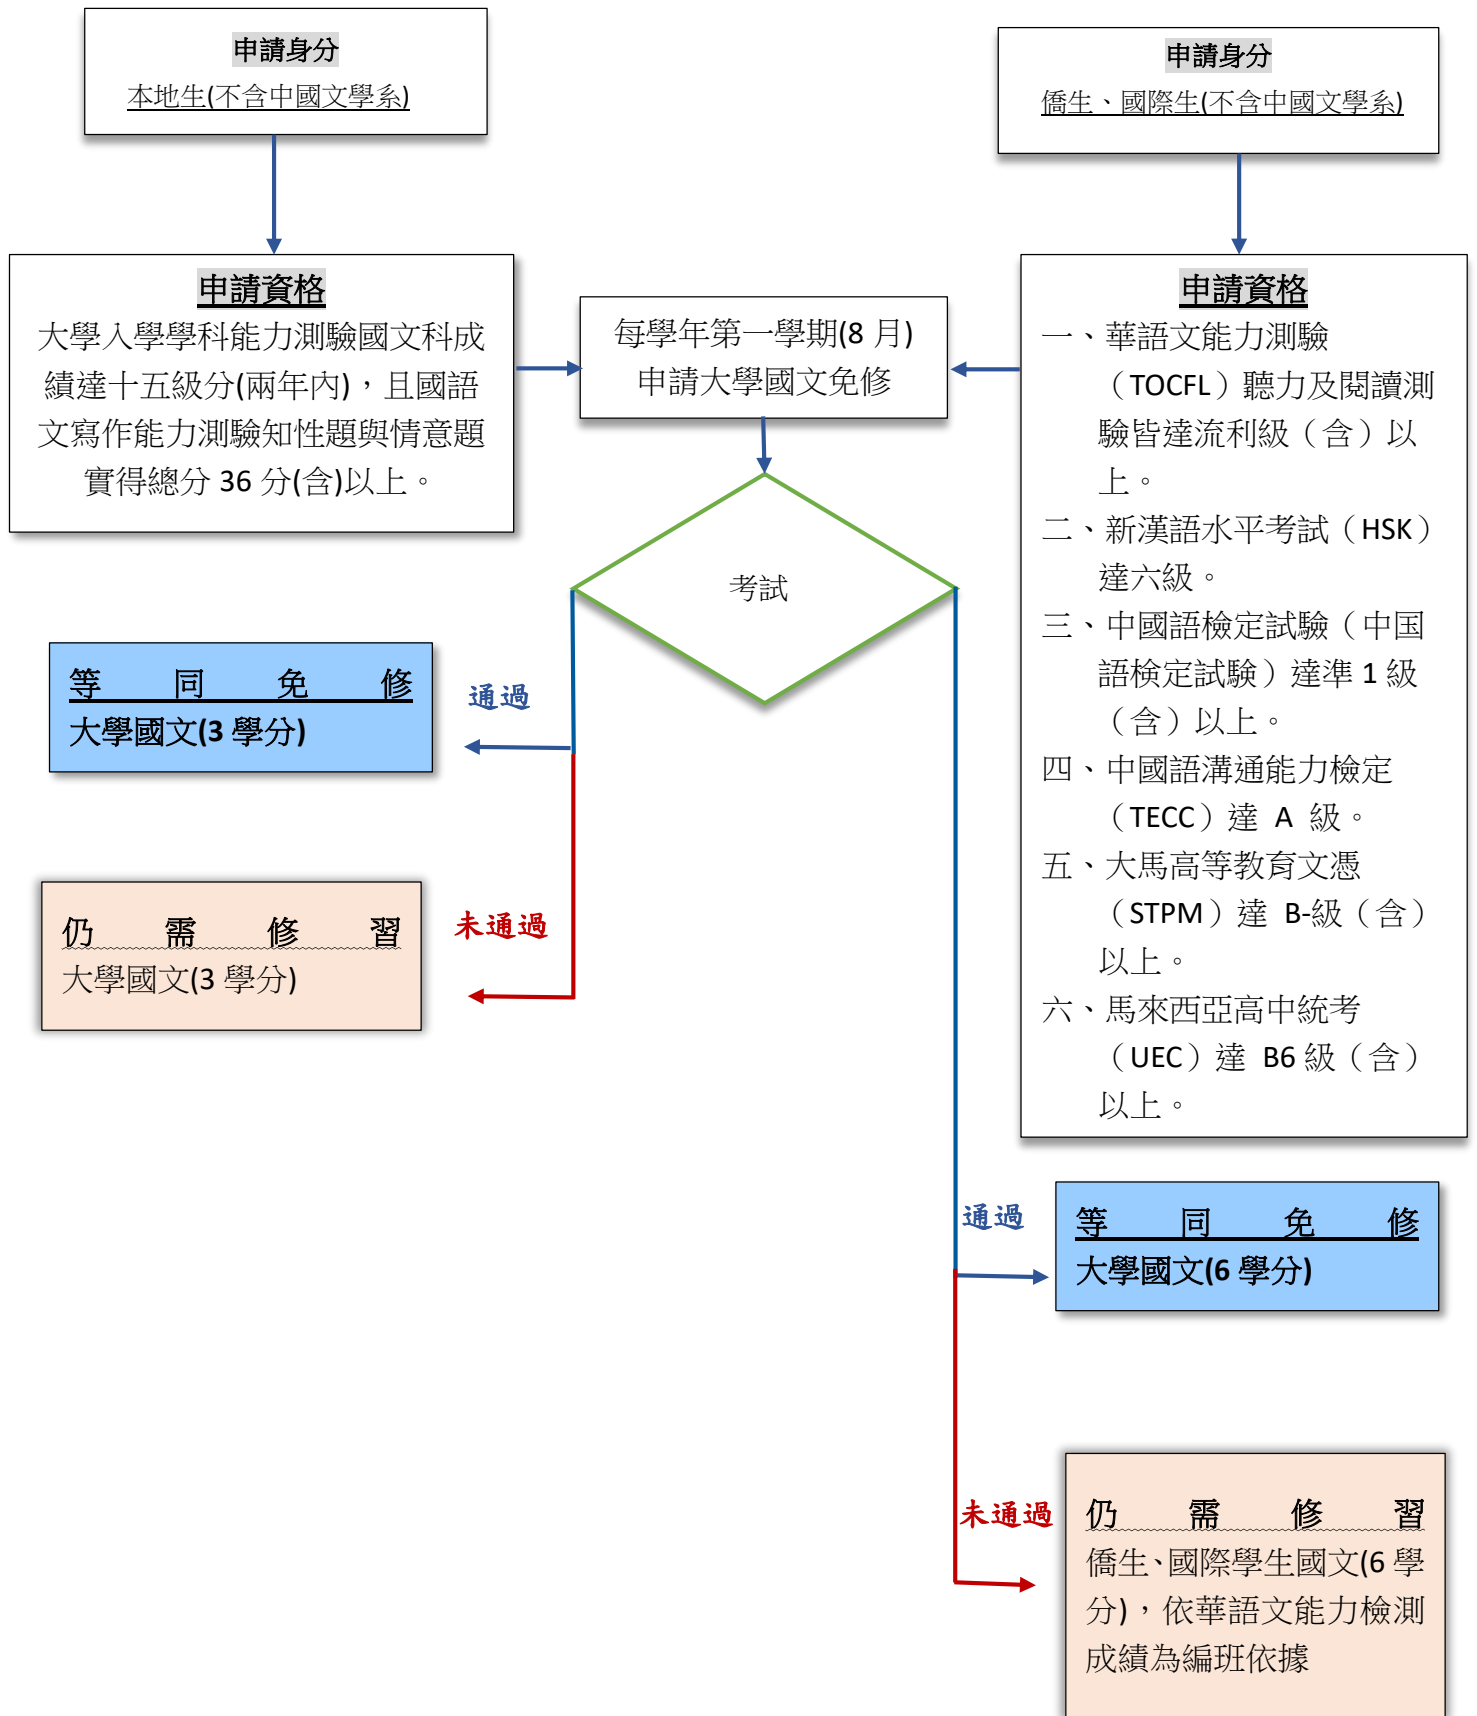 申請身分
本地生(不含中國文學系)
申請身分
僑生、國際生(不含中國文學系)
申請資格
大學入學學科能力測驗國文科成
績達十五級分(兩年內)，且國語
文寫作能力測驗知性題與情意題
實得總分 36 分(含)以上。
每學年第一學期(8 月)
申請大學國文免修
申請資格
一、華語文能力測驗
（TOCFL）聽力及閱讀測
驗皆達流利級（含）以
上。
二、新漢語水平考試（HSK）
達六級。
三、中國語檢定試驗（中国
語検定試験）達準 1 級
（含）以上。
四、中國語溝通能力檢定
（TECC）達 A 級。
五、大馬高等教育文憑
（STPM）達 B-級（含）
以上。
六、馬來西亞高中統考
（UEC）達 B6 級（含）
以上。
考試
通過
等同免修
大學國文(3 學分)
未通過
仍需修習
大學國文(3 學分)
通過
等同免修
大學國文(6 學分)
未通過
仍需修習
僑生、國際學生國文(6 學
分)，依華語文能力檢測
成績為編班依據